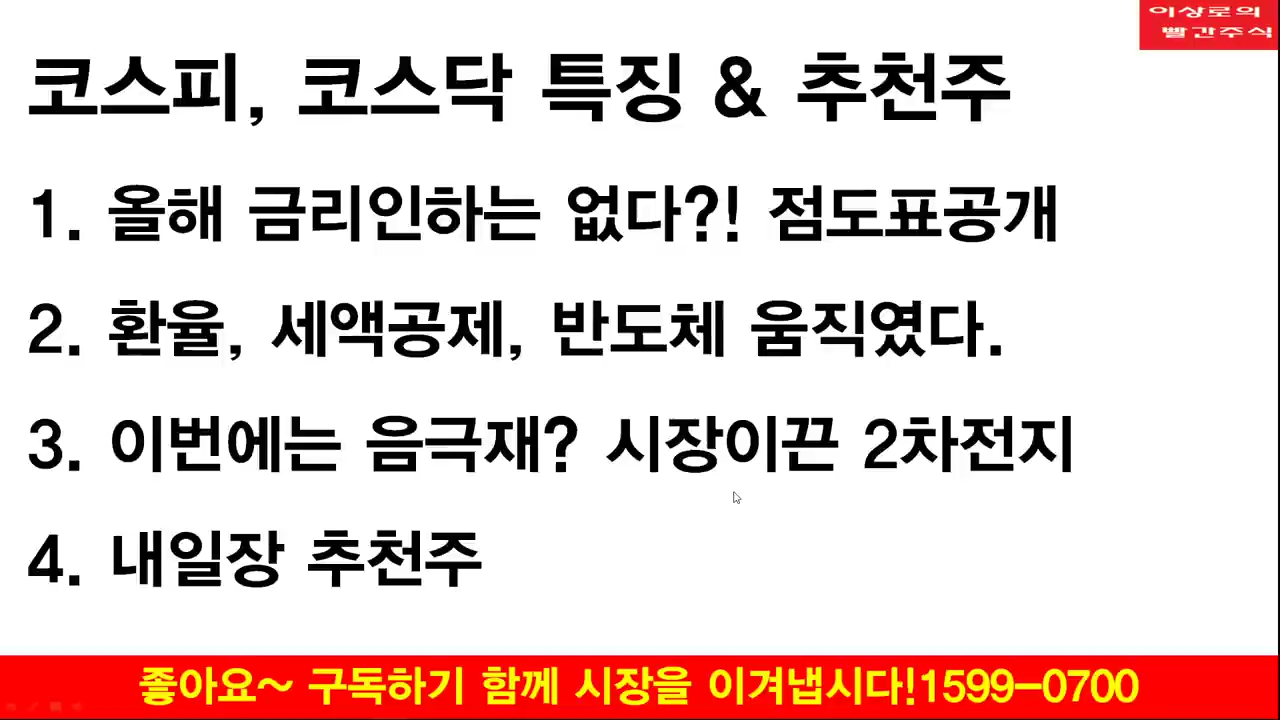 이상로의
빨간주식
코스피, 코스닥 특징 & 추천주
1. 올해 금리인하는 없다?! 점도표공개
2. 환율, 세액공제, 반도체 움직였다.
3. 이번에는 음극재? 시장이끈 2차전지
4. 내일장 추천주
좋아요~ 구독하기 함께 시장을 이겨냅시다!1599-0700